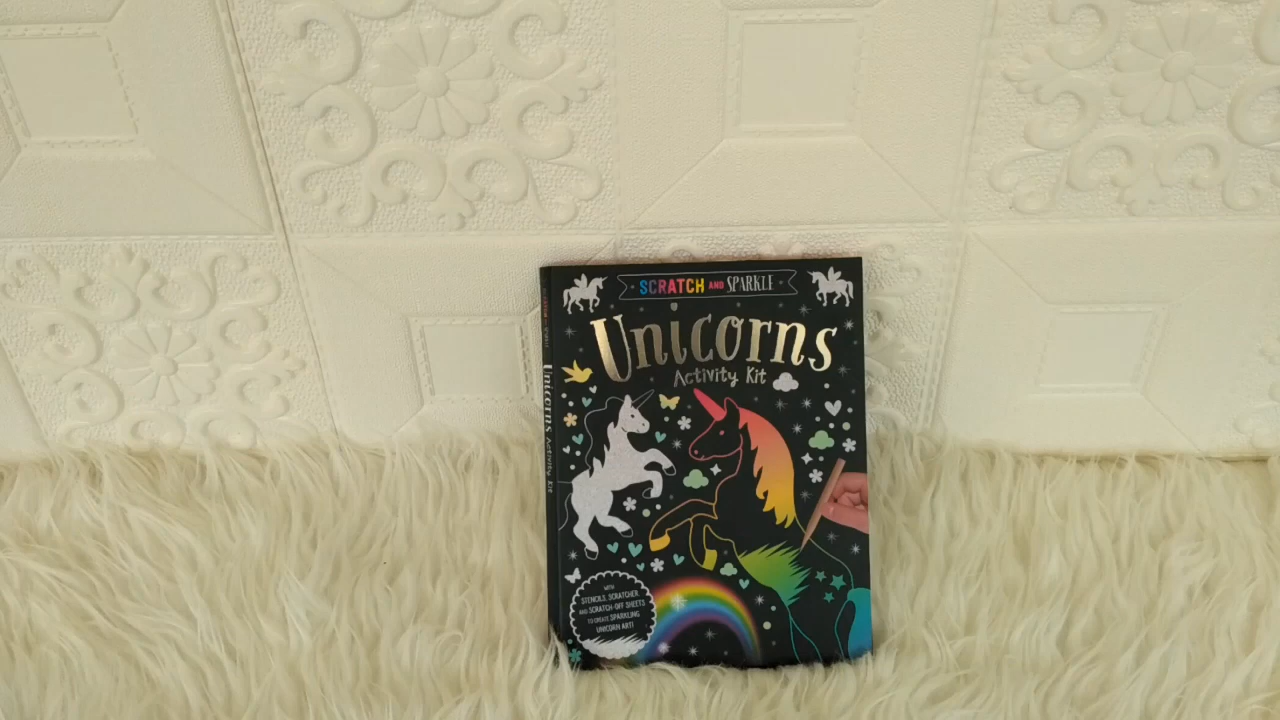 SCRATCH AND SPARKLE
Unicorns
Activity Kit
WITH
STENCILS, SCRATCHER,
AND SCRATCH-OFF SHEETS
TO CREATE SPARKLING
UNICORN ART!
Unicorns Activity Kit